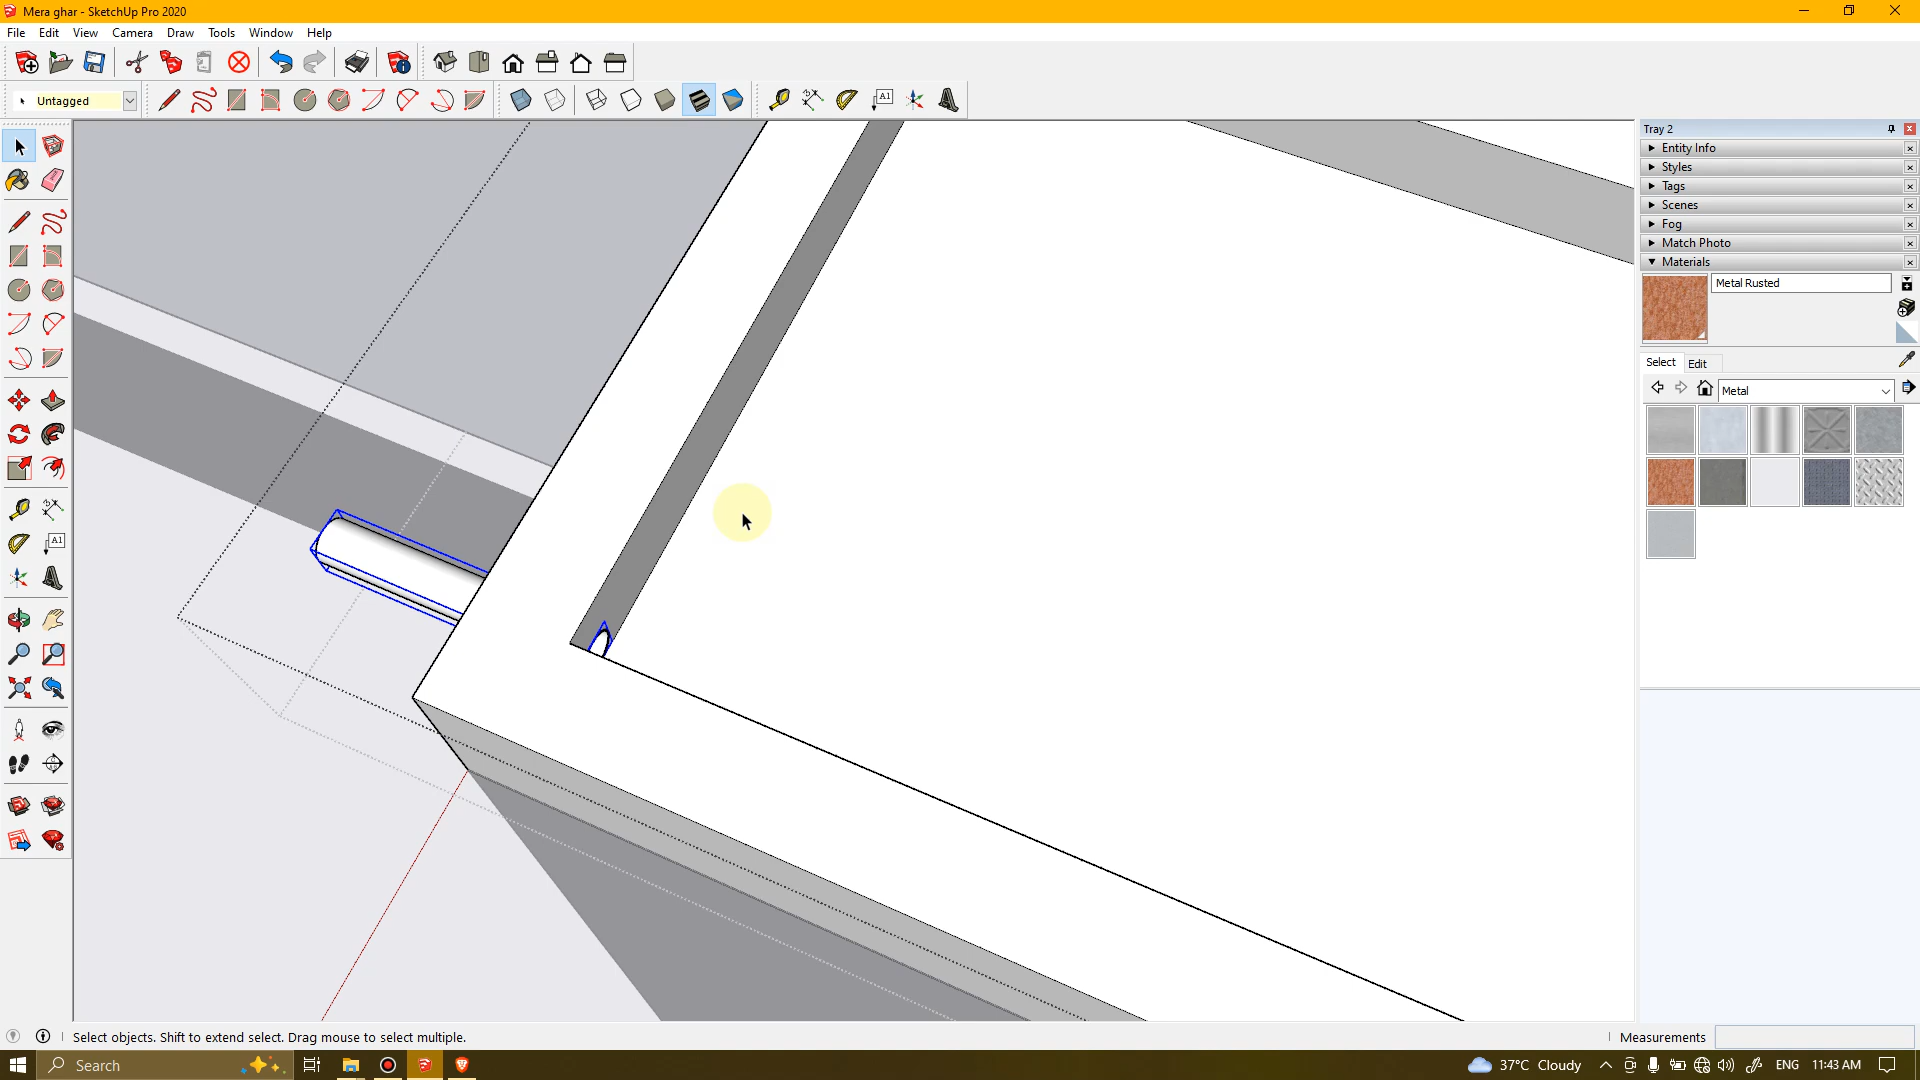 Mera ghar - SketchUp Pro 2020
File Edit View Camera Draw Tools Window Help
Untagged
A1
A1
Tray 2
Entity Info
Styles
Tags
Scenes
Fog
Match Photo
Materials
Metal Rusted
Select Edit
Metal
Select objects. Shift to extend select. Drag mouse to select multiple.
Measurements
Search
37°C Cloudy
ENG 11:43 AM